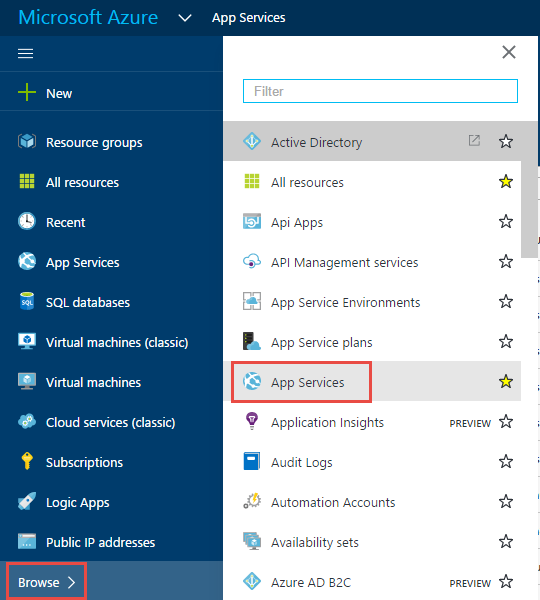 Microsoft Azure App Services
New
Resource groups
All resources
Recent
App Services
SQL databases
Virtual machines (classic)
Virtual machines
Cloud services (classic)
Subscriptions
Logic Apps
Public IP addresses
Browse
Filter
Active Directory
All resources
Api Apps
API Management services
App Service Environments
App Service plans
App Services
Application Insights PREVIEW
Audit Logs
Automation Accounts
Availability sets
Azure AD B2C PREVIEW